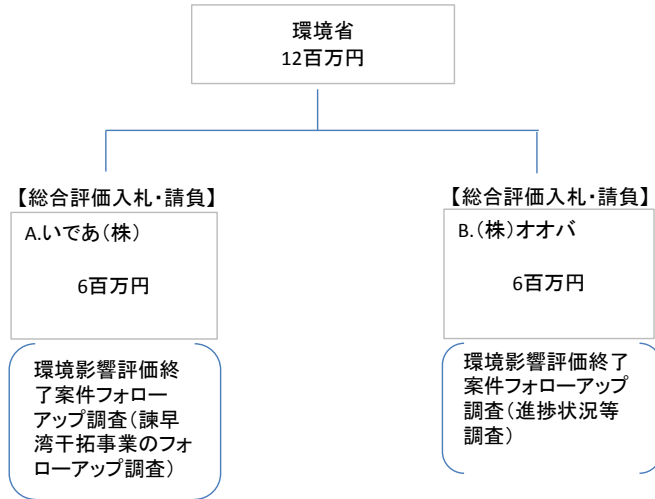 環境省
12百万円
【総合評価入札・請負】
A.いであ(株)
6百万円
環境影響評価終
了案件フォロー
アップ調査(諫早
湾干拓事業のフォ
ローアップ調査)
【総合評価入札・請負】
B.(株)オオバ
6百万円
環境影響評価終了
案件フォローアップ
調査(進捗状況等
調査)